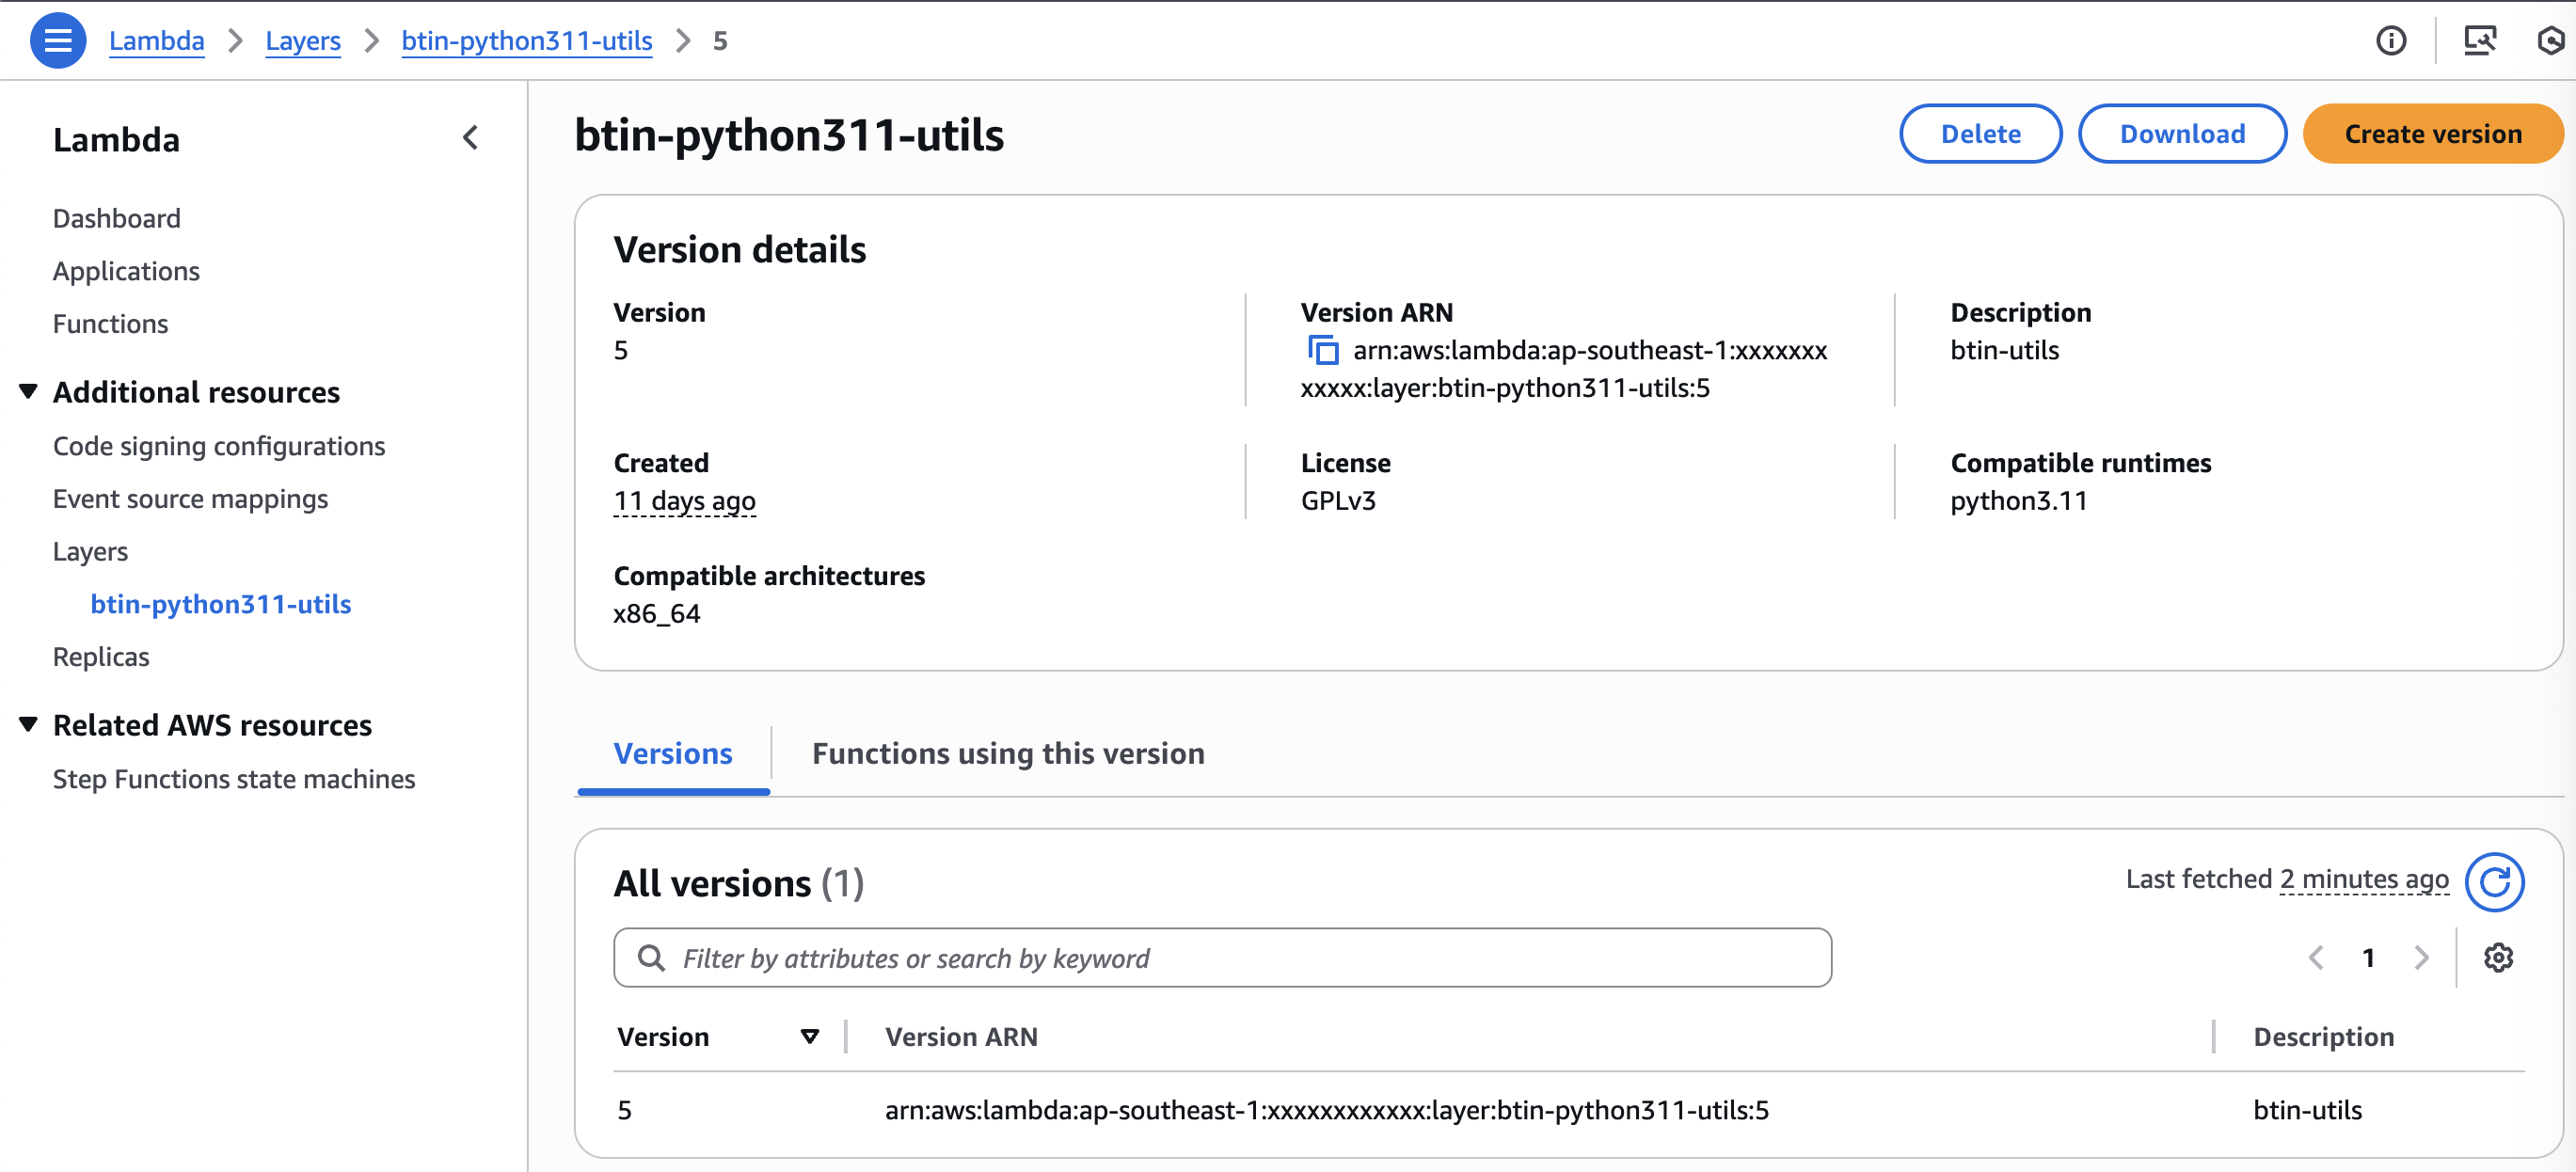 Lambda > Layers > btin-python311-utils > 5
Lambda
Dashboard
Applications
Functions
Additional resources
Code signing configurations
Event source mappings
Layers
btin-python311-utils
Replicas
Related AWS resources
Step Functions state machines
btin-python311-utils
Delete
Download
Create version
Version details
Version
5
Version ARN
arn:aws:lambda:ap-southeast-1:xxxxxxx
xxxxx:layer:btin-python311-utils:5
Description
btin-utils
Created
11 days ago
License
GPLv3
Compatible runtimes
python3.11
Compatible architectures
x86_64
Versions
Functions using this version
All versions (1)
Last fetched 2 minutes ago
Filter by attributes or search by keyword
1
Version
Version ARN
Description
5
arn:aws:lambda:ap-southeast-1:xxxxxxxxxxxx:layer:btin-python311-utils:5
btin-utils